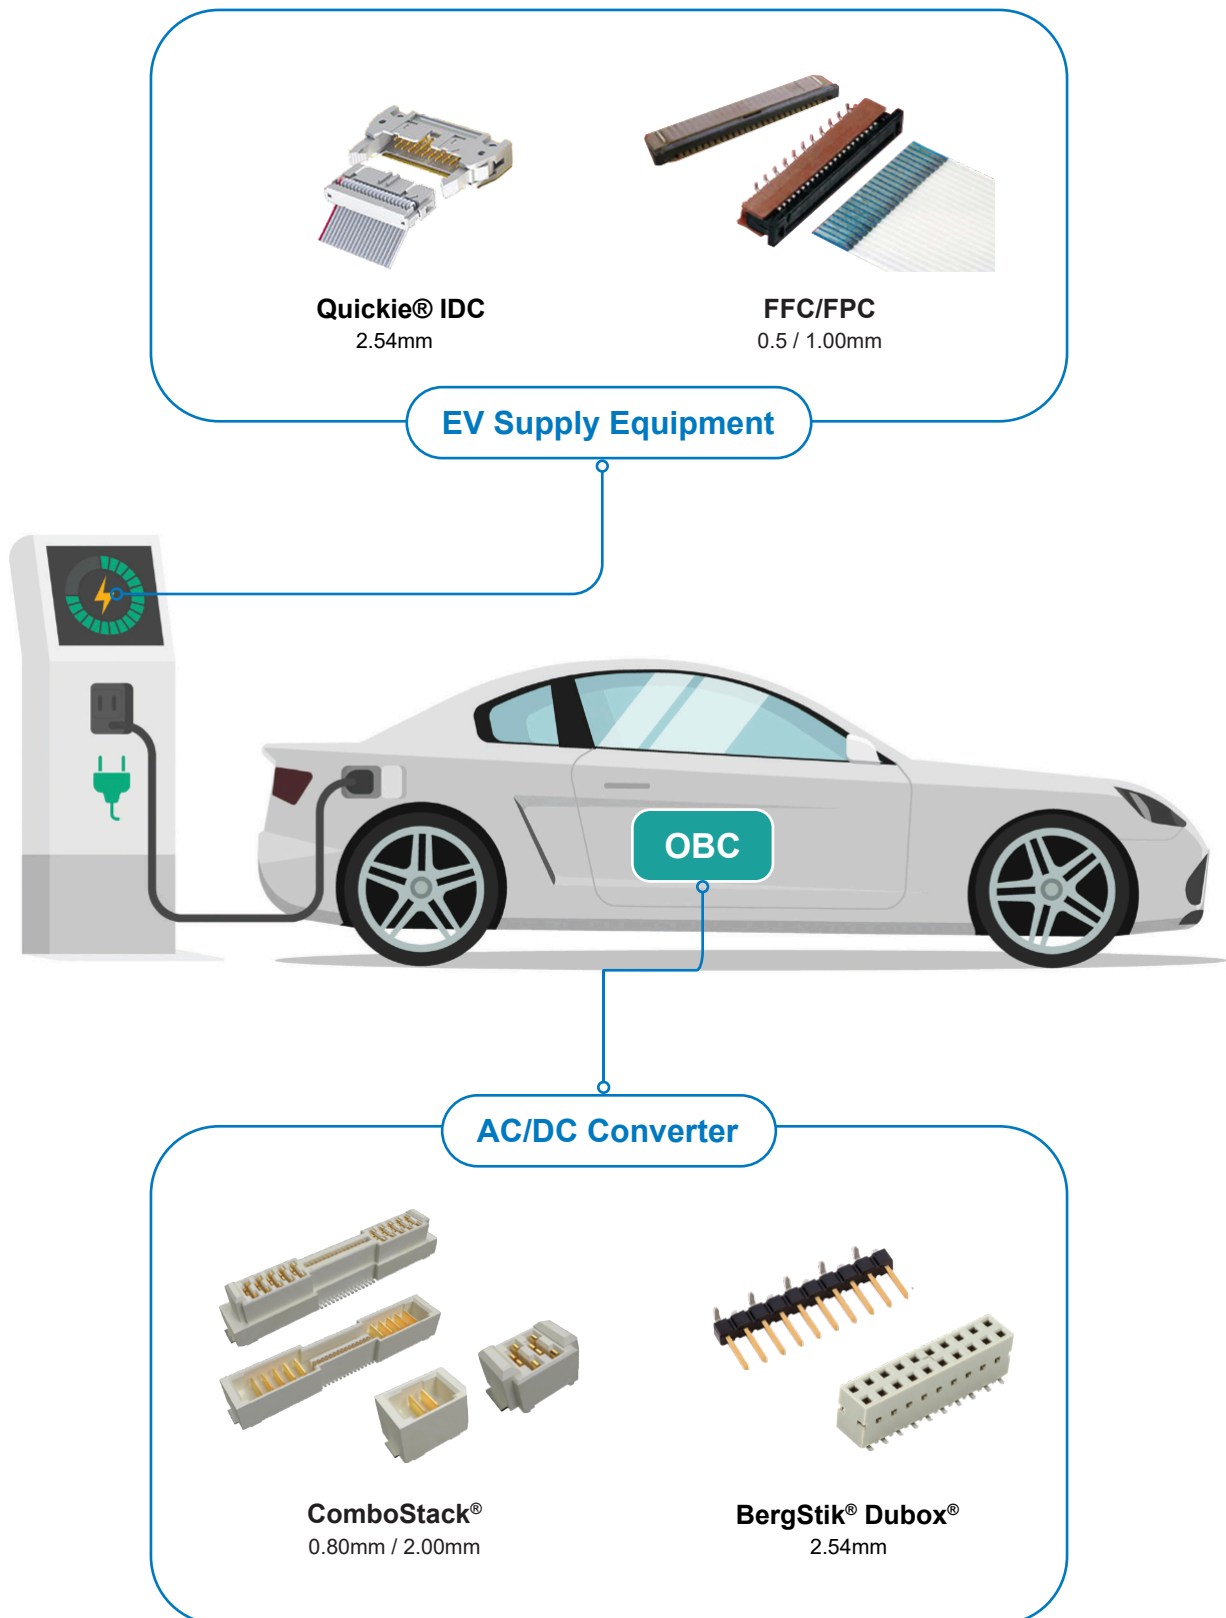 Quickie® IDC
2.54mm
FFC/FPC
0.5 / 1.00mm
EV Supply Equipment
OBC
AC/DC Converter
ComboStack®
0.80mm / 2.00mm
BergStik® Dubox®
2.54mm